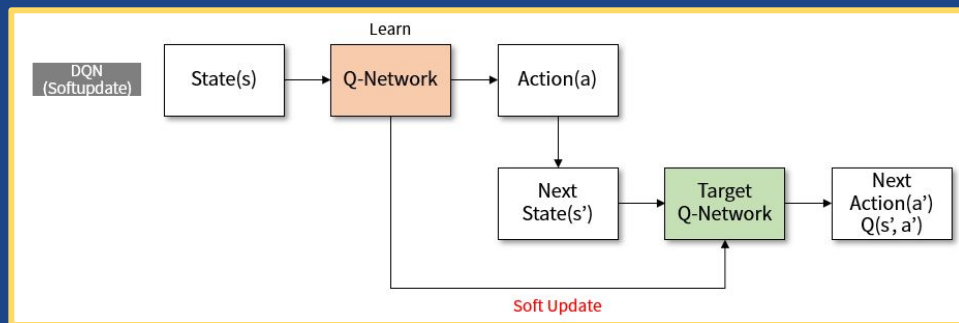 Learn
DQN
(Softupdate)
State(s)
Q-Network
Action(a)
Next
State(s')
Target
Q-Network
Next
Action(a')
Q(s', a')
Soft Update